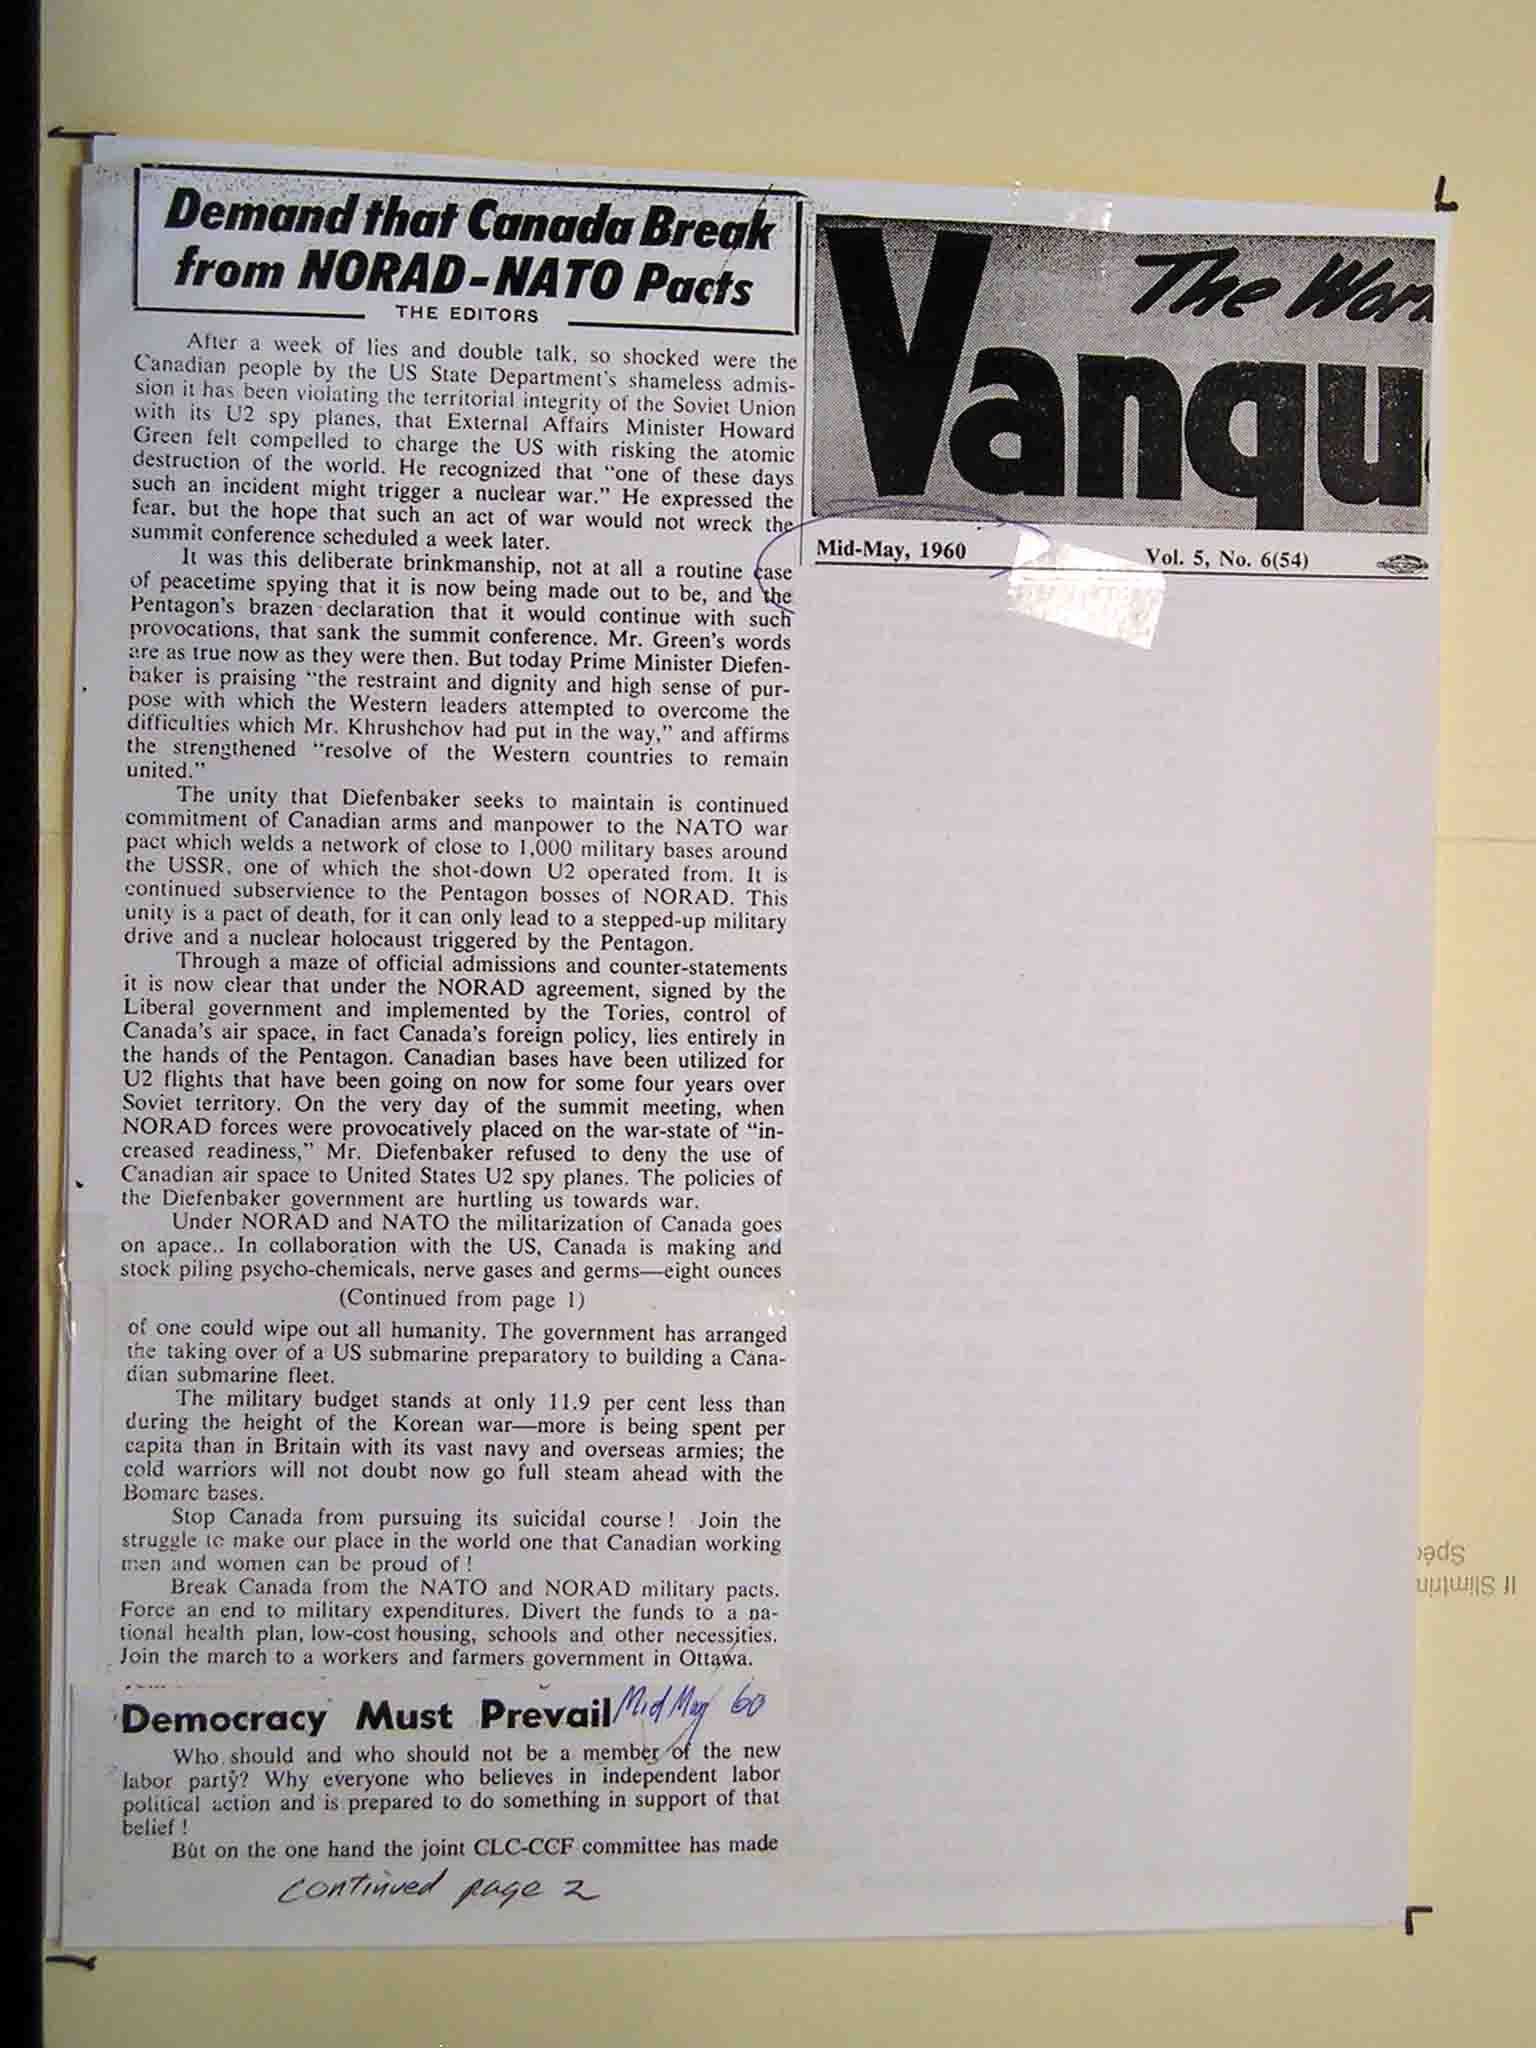 Demand that Canada Break
from NORAD-NATO Pacts
THE EDITORS
After a week of lies and double talk, so shocked were the
Canadian people by the US State Department's shameless admis-
sion it has been violating the territorial integrity of the Soviet Union
with its U2 spy planes, that External Affairs Minister Howard
Green felt compelled to charge the US with risking the atomic
destruction of the world. He recognized that "one of these days
such an incident might trigger a nuclear war." He expressed the
fear, but the hope that such an act of war would not wreck the
summit conference scheduled a week later.
It was this deliberate brinkmanship, not at all a routine case
of peacetime spying that it is now being made out to be, and the
Pentagon's brazen declaration that it would continue with such
provocations, that sank the summit conference. Mr. Green's words
are as true now as they were then. But today Prime Minister Diefen-
baker is praising "the restraint and dignity and high sense of pur-
pose with which the Western leaders attempted to overcome the
difficulties which Mr. Khrushchov had put in the way," and affirms
the strengthened "resolve of the Western countries to remain
united."
The unity that Diefenbaker seeks to maintain is continued
commitment of Canadian arms and manpower to the NATO war
pact which welds a network of close to 1,000 military bases around
the USSR, one of which the shot-down U2 operated from. It is
continued subservience to the Pentagon bosses of NORAD. This
unity is a pact of death, for it can only lead to a stepped-up military
drive and a nuclear holocaust triggered by the Pentagon.
Through a maze of official admissions and counter-statements
it is now clear that under the NORAD agreement, signed by the
Liberal government and implemented by the Tories, control of
Canada's air space, in fact Canada's foreign policy, lies entirely in
the hands of the Pentagon. Canadian bases have been utilized for
U2 flights that have been going on now for some four years over
Soviet territory. On the very day of the summit meeting, when
NORAD forces were provocatively placed on the war-state of "in-
creased readiness," Mr. Diefenbaker refused to deny the use of
Canadian air space to United States U2 spy planes. The policies of
the Diefenbaker government are hurtling us towards war.
Under NORAD and NATO the militarization of Canada goes
on apace.. In collaboration with the US, Canada is making and
stock piling psycho-chemicals, nerve gases and germs—eight ounces
(Continued from page 1)
of one could wipe out all humanity. The government has arranged
the taking over of a US submarine preparatory to building a Cana-
dian submarine fleet.
The military budget stands at only 11.9 per cent less than
during the height of the Korean war—more is being spent per
capita than in Britain with its vast navy and overseas armies; the
cold warriors will not doubt now go full steam ahead with the
Bomarc bases.
Stop Canada from pursuing its suicidal course! Join the
struggle to make our place in the world one that Canadian working
men and women can be proud of!
Break Canada from the NATO and NORAD military pacts.
Force an end to military expenditures. Divert the funds to a na-
tional health plan, low-cost housing, schools and other necessities.
Join the march to a workers and farmers government in Ottawa.
Democracy Must Prevail Mid May 60
Who should and who should not be a member of the new
labor party? Why everyone who believes in independent labor
political action and is prepared to do something in support of that
belief!
But on the one hand the joint CLC-CCF committee has made
continued page 2
The Work
Vangu
Mid-May, 1960 Vol. 5, No. 6(54)
Spéc
If Slimtrin